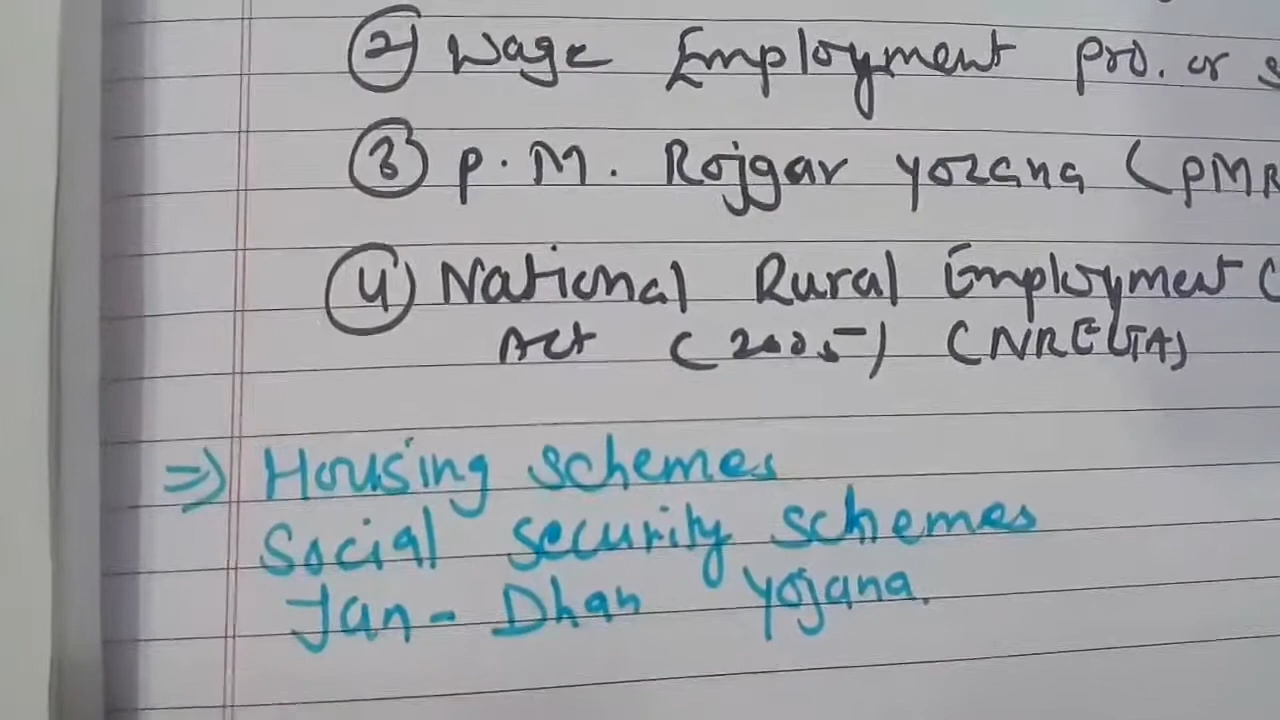 ② Wage Employment pro. or s
③ P.M. Rojgar yozana (PMR
④ National Rural Employment G
Act ((2005) (NREGA)
⇒ Housing schemes
Social security schemes
Jan-Dhan yojana.